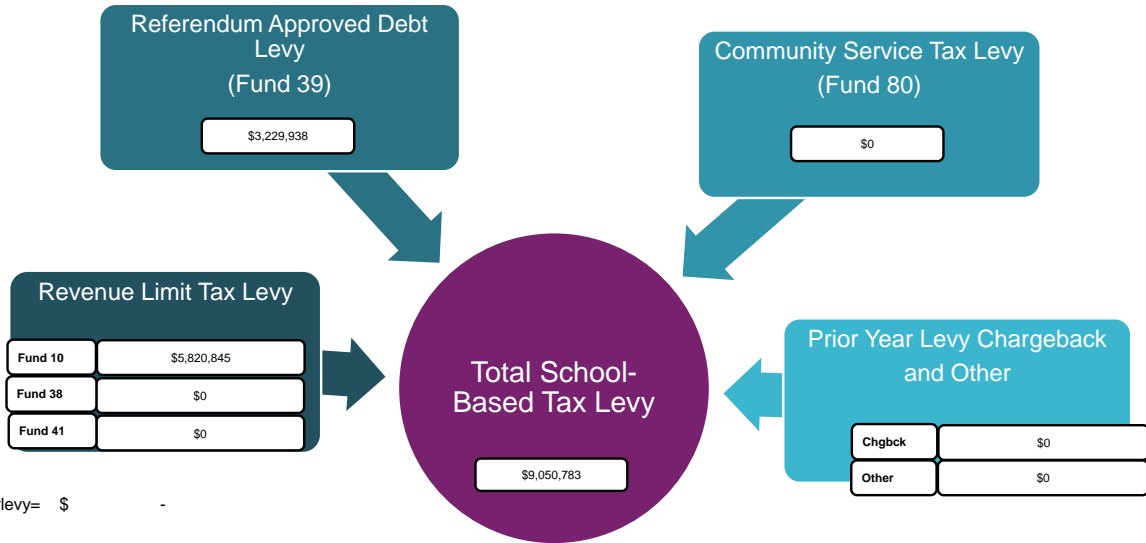 Referendum Approved Debt
Levy
(Fund 39)
$3,229,938
Community Service Tax Levy
(Fund 80)
$0
Revenue Limit Tax Levy
Fund 10 $5,820,845
Fund 38 $0
Fund 41 $0
Total School-
Based Tax Levy
$9,050,783
Prior Year Levy Chargeback
and Other
Chgbck $0
Other $0
levy= $ -